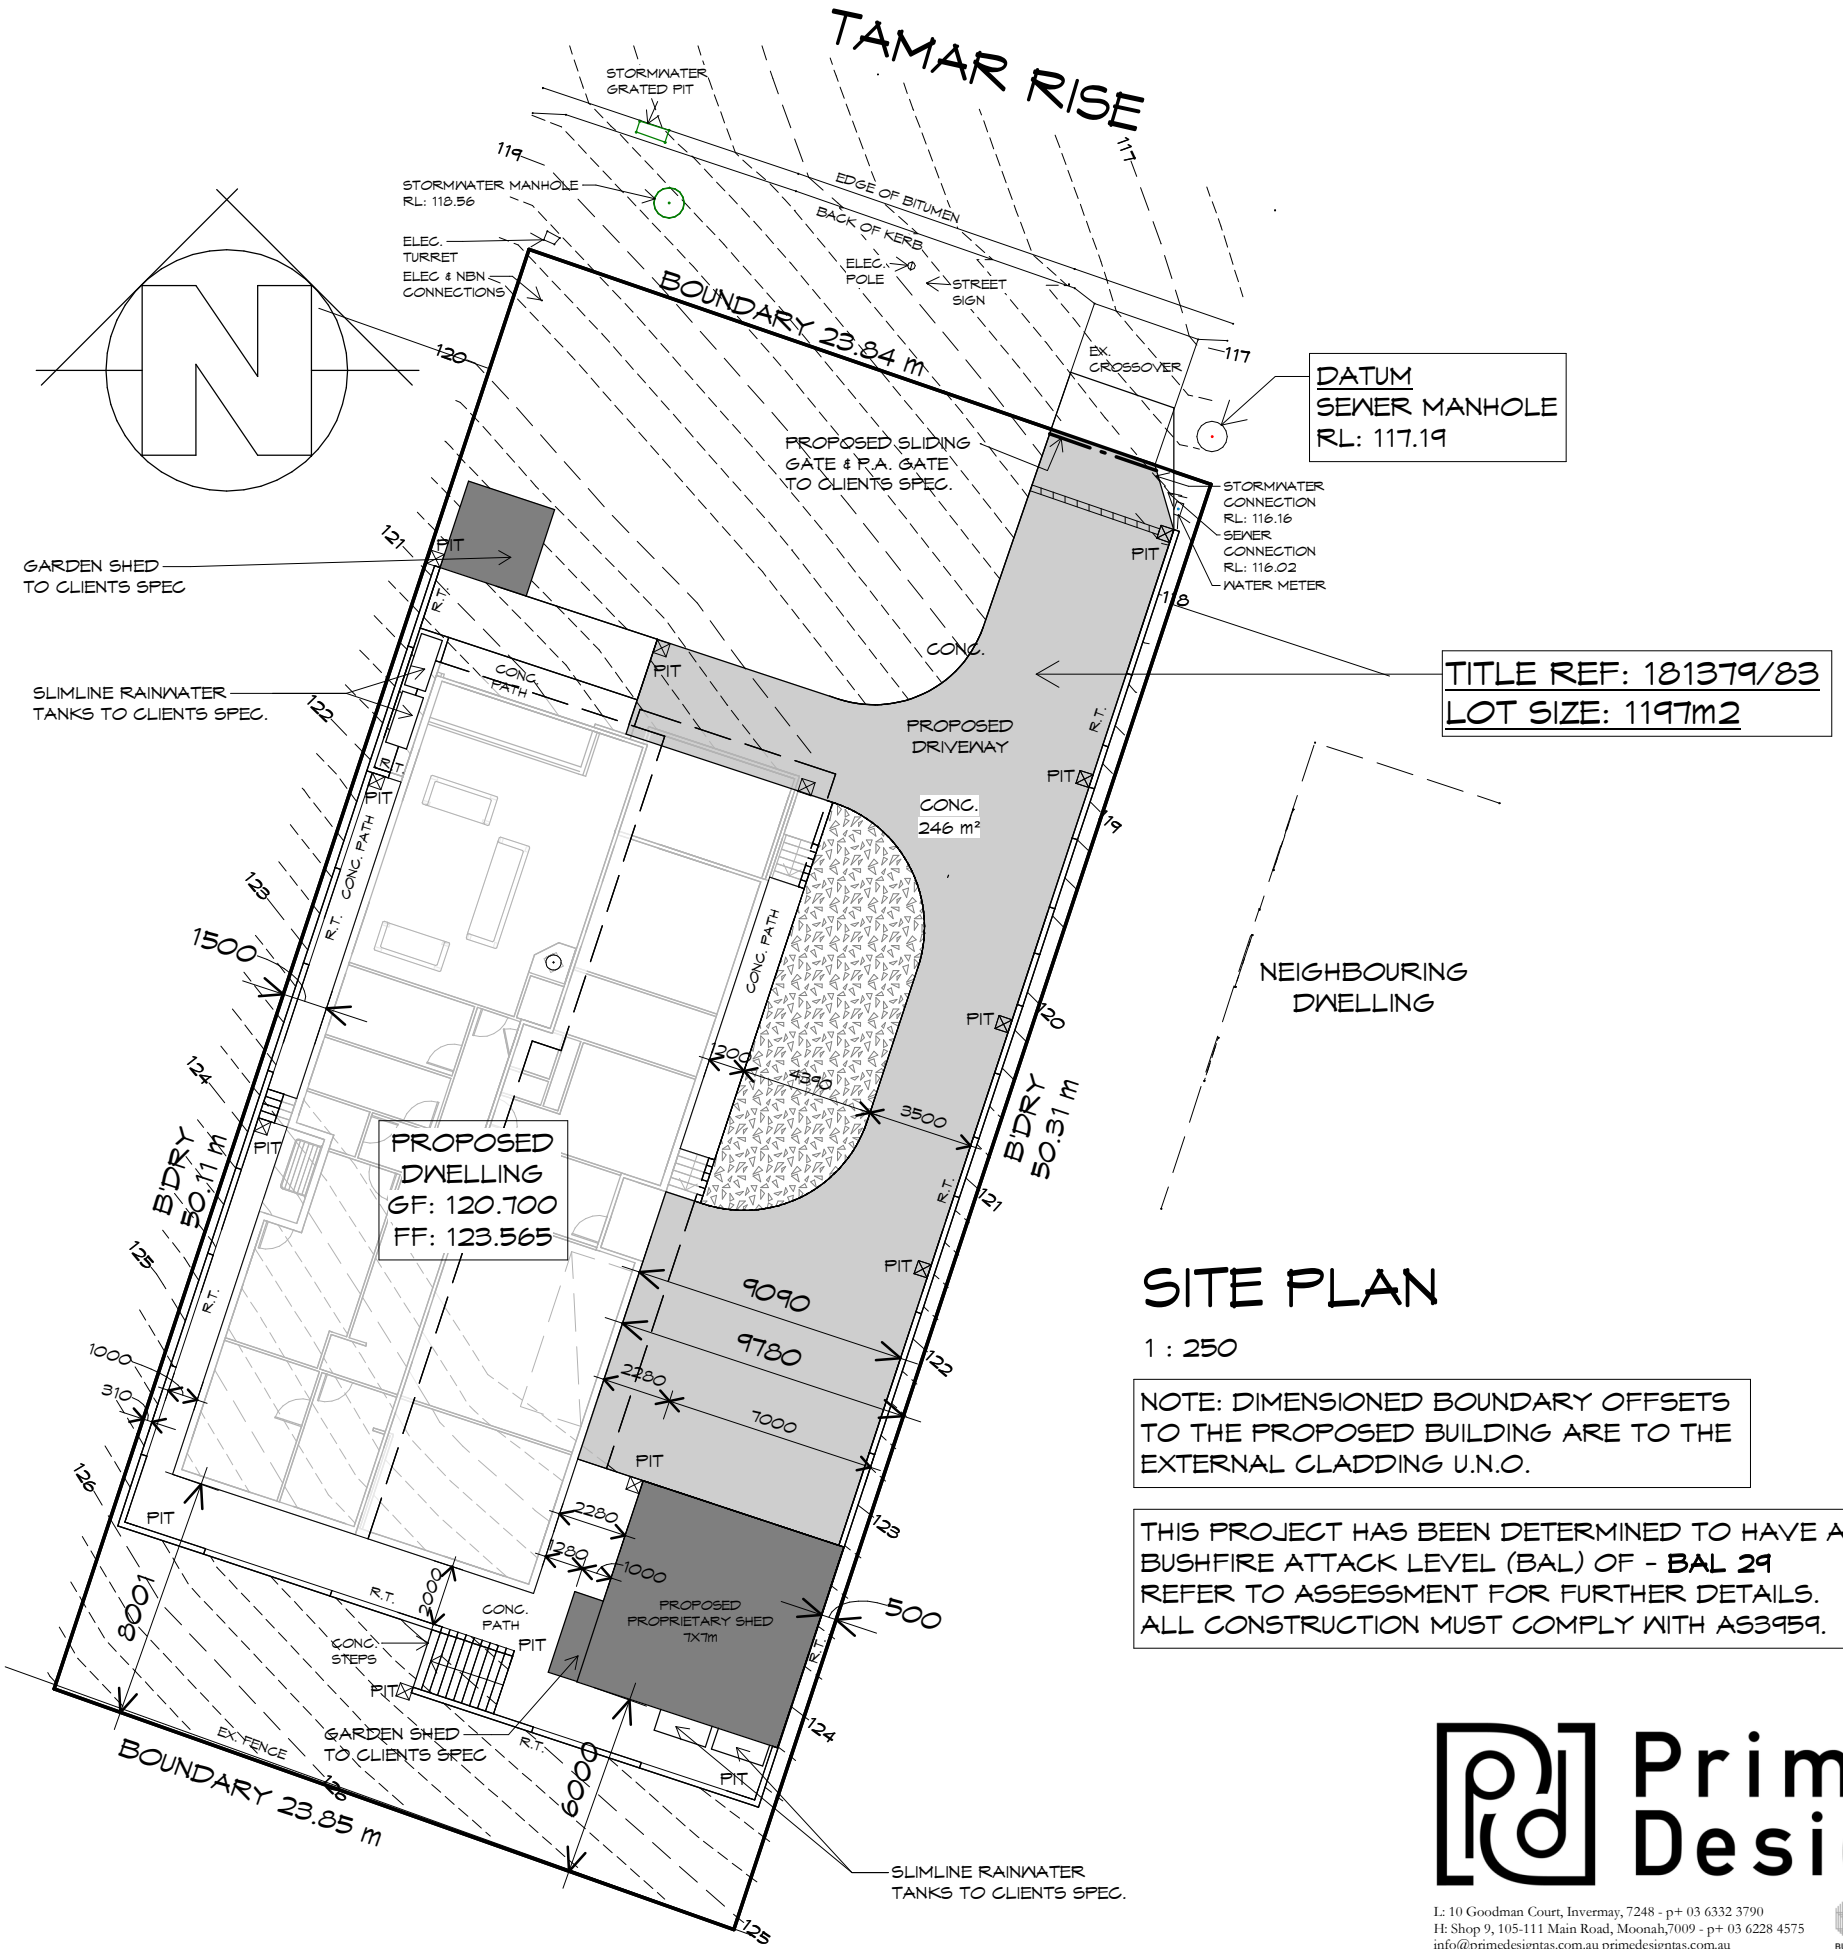 TAMAR RISE
STORMWATER
GRATED PIT
119
117
STORMWATER MANHOLE
RL: 118.56
EDGE OF BITUMEN
BACK OF KERB
ELEC.
TURRET
ELEC & NBN
CONNECTIONS
ELEC.
POLE
STREET
SIGN
N
BOUNDARY 23.84 m
120
EX.
CROSSOVER
117
DATUM
SEWER MANHOLE
RL: 117.19
PROPOSED SLIDING
GATE & P.A. GATE
TO CLIENTS SPEC.
STORMWATER
CONNECTION
RL: 116.16
SEWER
CONNECTION
RL: 116.02
WATER METER
121
PIT
PIT
GARDEN SHED
TO CLIENTS SPEC
R.T.
118
CONC.
PIT
TITLE REF: 181379/83
LOT SIZE: 1197m2
SLIMLINE RAINWATER
TANKS TO CLIENTS SPEC.
CONC.
PATH
122
PROPOSED
DRIVEWAY
R.T.
R.T.
PIT
PIT
CONC.
246 m²
119
CONC. PATH
123
R.T.
1500
CONC. PATH
NEIGHBOURING
DWELLING
PIT
120
124
1200
4390
3500
B'DRY
50.31 m
PIT
B'DRY
50.11 m
PROPOSED
DWELLING
GF: 120.700
FF: 123.565
R.T.
121
125
PIT
R.T.
SITE PLAN
1 : 250
9090
9780
122
1000
310
2280
7000
NOTE: DIMENSIONED BOUNDARY OFFSETS
TO THE PROPOSED BUILDING ARE TO THE
EXTERNAL CLADDING U.N.O.
126
PIT
PIT
2280
123
THIS PROJECT HAS BEEN DETERMINED TO HAVE A
BUSHFIRE ATTACK LEVEL (BAL) OF - BAL 29
REFER TO ASSESSMENT FOR FURTHER DETAILS.
ALL CONSTRUCTION MUST COMPLY WITH AS3959.
1280
1000
8001
R.T.
2000
CONC.
PATH
PROPOSED
PROPRIETARY SHED
7X7m
500
CONC.
STEPS
PIT
R.T.
PIT
GARDEN SHED
TO CLIENTS SPEC
R.T.
124
EX. FENCE
BOUNDARY 23.85 m
126
6000
PIT
SLIMLINE RAINWATER
TANKS TO CLIENTS SPEC.
125
pd
Prim
Desi
L: 10 Goodman Court, Invermay, 7248 - p+ 03 6332 3790
H: Shop 9, 105-111 Main Road, Moonah,7009 - p+ 03 6228 4575
info@primedesigntas.com.au primedesigntas.com.au